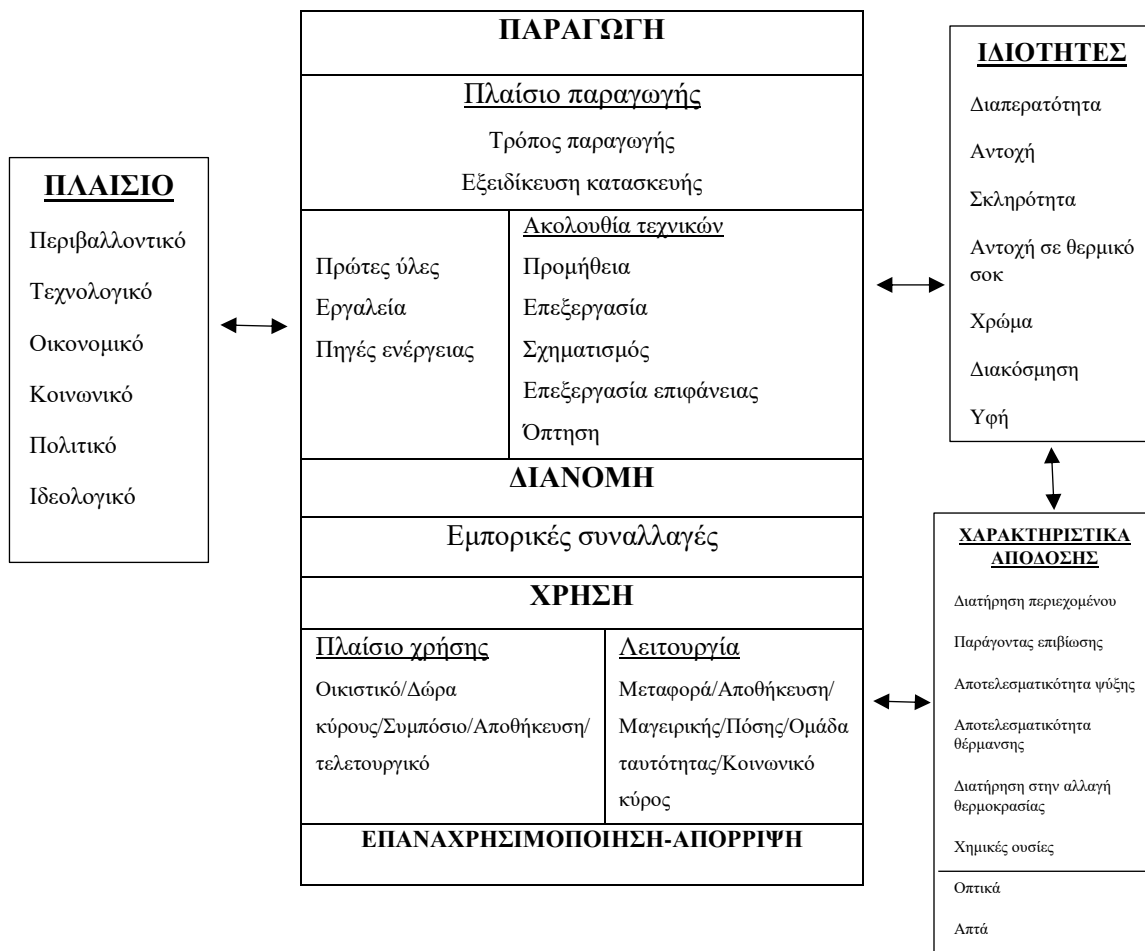 ΠΛΑΙΣΙΟ
Περιβαλλοντικό
Τεχνολογικό
Οικονομικό
Κοινωνικό
Πολιτικό
Ιδεολογικό
ΠΑΡΑΓΩΓΗ
Πλαίσιο παραγωγής
Τρόπος παραγωγής
Εξειδίκευση κατασκευής
Πρώτες ύλες
Εργαλεία
Πηγές ενέργειας
Ακολουθία τεχνικών
Προμήθεια
Επεξεργασία
Σχηματισμός
Επεξεργασία επιφάνειας
Όπτηση
ΔΙΑΝΟΜΗ
Εμπορικές συναλλαγές
ΧΡΗΣΗ
Πλαίσιο χρήσης
Οικιστικό/Δώρα
κύρους/Συμπόσιο/Αποθήκευση/
τελετουργικό
Λειτουργία
Μεταφορά/Αποθήκευση/
Μαγειρικής/Πόσης/Ομάδα
ταυτότητας/Κοινωνικό
κύρος
ΕΠΑΝΑΧΡΗΣΙΜΟΠΟΙΗΣΗ-ΑΠΟΡΡΙΨΗ
ΙΔΙΟΤΗΤΕΣ
Διαπερατότητα
Αντοχή
Σκληρότητα
Αντοχή σε θερμικό
σοκ
Χρώμα
Διακόσμηση
Υφή
ΧΑΡΑΚΤΗΡΙΣΤΙΚΑ
ΑΠΟΔΟΣΗΣ
Διατήρηση περιεχομένου
Παράγοντας επιβίωσης
Αποτελεσματικότητα ψύξης
Αποτελεσματικότητα
θέρμανσης
Διατήρηση στην αλλαγή
θερμοκρασίας
Χημικές ουσίες
Οπτικά
Απτά